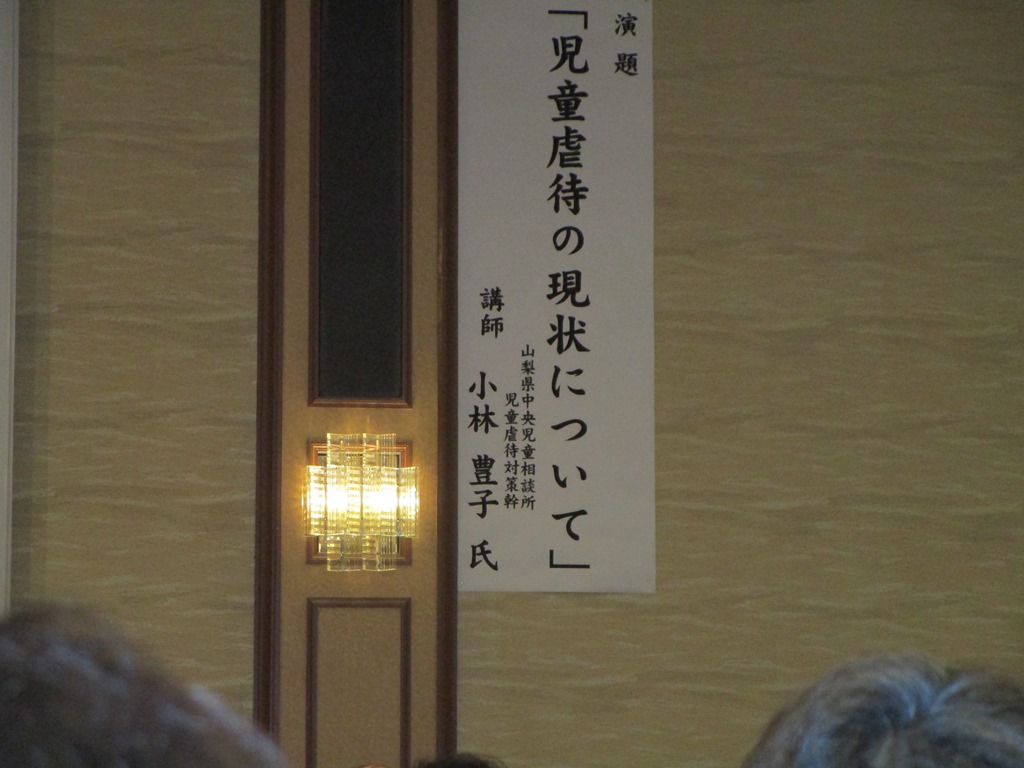 演題
「児童虐待の現状について」
山梨県中央児童相談所
児童虐待対策幹
講師 小林 豊子 氏